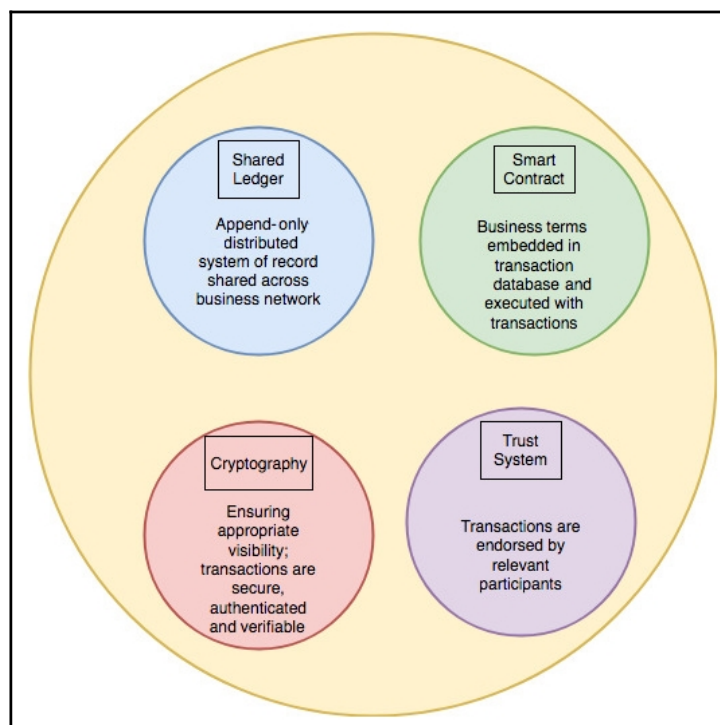 Shared
Ledger
Append-only
distributed
system of record
shared across
business network
Smart
Contract
Business terms
embedded in
transaction
database and
executed with
transactions
Cryptography
Ensuring
appropriate
visibility;
transactions are
secure,
authenticated
and verifiable
Trust
System
Transactions are
endorsed by
relevant
participants